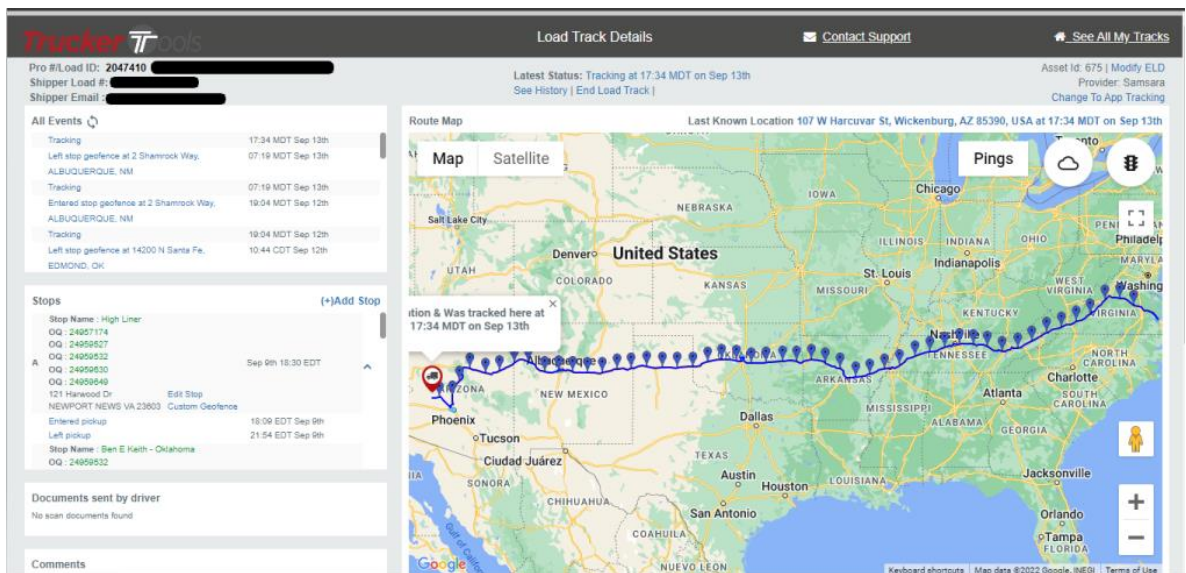 Trucker Tools
Load Track Details
Contact Support
See All My Tracks
Pro #/Load ID: 2047410
Shipper Load #:
Shipper Email :
Latest Status: Tracking at 17:34 MDT on Sep 13th
See History | End Load Track |
Asset Id: 675 | Modify ELD
Provider: Samsara
Change To App Tracking
All Events
Tracking 17:34 MDT Sep 13th
Left stop geofence at 2 Shamrock Way, 07:19 MDT Sep 13th
ALBUQUERQUE, NM
Tracking 07:19 MDT Sep 13th
Entered stop geofence at 2 Shamrock Way, 19:04 MDT Sep 12th
ALBUQUERQUE, NM
Tracking 19:04 MDT Sep 12th
Left stop geofence at 14200 N Santa Fe, 10:44 CDT Sep 12th
EDMOND, OK
Stops (+)Add Stop
Stop Name : High Liner
OQ : 24957174
OQ : 24959527
OQ : 24959532
A Sep 9th 18:30 EDT
OQ : 24959630
OQ : 24959649
121 Harwood Dr Edit Stop
NEWPORT NEWS VA 23603 Custom Geofence
Entered pickup 18:09 EDT Sep 9th
Left pickup 21:54 EDT Sep 9th
Stop Name : Ben E Keith - Oklahoma
OQ : 24959532
Documents sent by driver
No scan documents found
Comments
Route Map
Last Known Location 107 W Harcuvar St, Wickenburg, AZ 85390, USA at 17:34 MDT on Sep 13th
Map
Satellite
Pings
Chicago
IOWA
NEBRASKA
Salt Lake City
ILLINOIS
INDIANA
OHIO
Philadelp
Denver
United States
Indianapolis
MARYLA
UTAH
COLORADO
KANSAS
St. Louis
MISSOURI
WEST
VIRGINIA
Washing
KENTUCKY
VIRGINIA
ation & Was tracked here at
17:34 MDT on Sep 13th
Nashville
Albuquerque
OKLAHOMA
TENNESSEE
NORTH
CAROLINA
ARIZONA
NEW MEXICO
ARKANSAS
Charlotte
SOUTH
CAROLINA
Atlanta
MISSISSIPPI
Phoenix
Dallas
ALABAMA
GEORGIA
Tucson
Ciudad Juárez
TEXAS
SONORA
Austin
Houston
LOUISIANA
Jacksonville
CHIHUAHUA
San Antonio
Orlando
COAHUILA
Tampa
FLORIDA
NUEVO LEON
Google
Keyboard shortcuts
Map data ©2022 Google, INEGI
Terms of Use